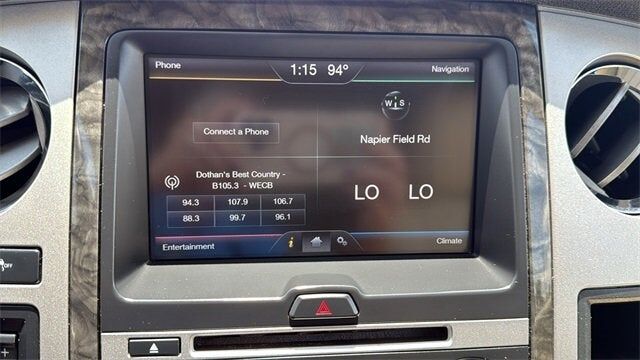 Phone
1:15 94°
Navigation
W S
Connect a Phone
Napier Field Rd
Dothan's Best Country -
B105.3 - WECB
94.3 107.9 106.7
88.3 99.7 96.1
LO LO
Entertainment
i
Climate
OFF